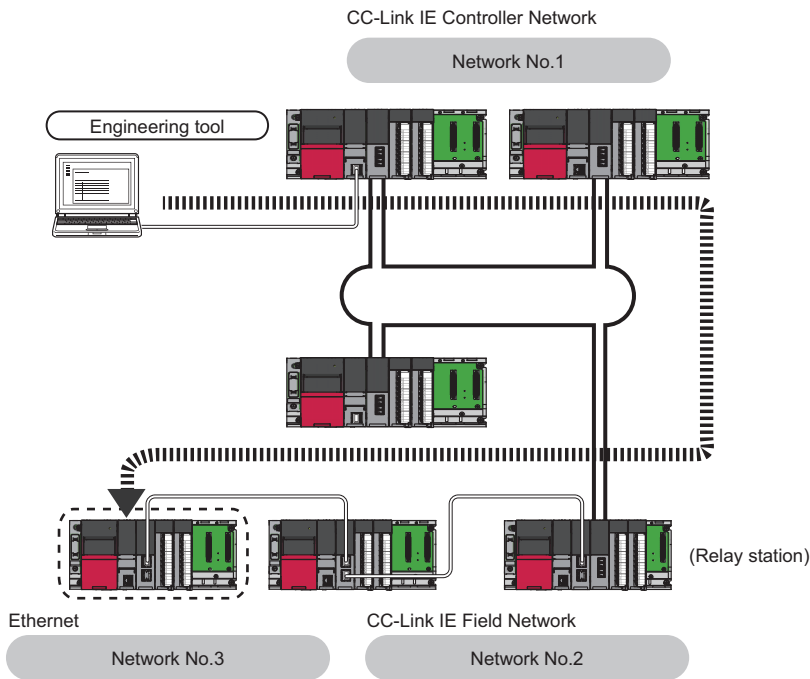 CC-Link IE Controller Network
Network No.1
Engineering tool
(Relay station)
Ethernet
CC-Link IE Field Network
Network No.3
Network No.2